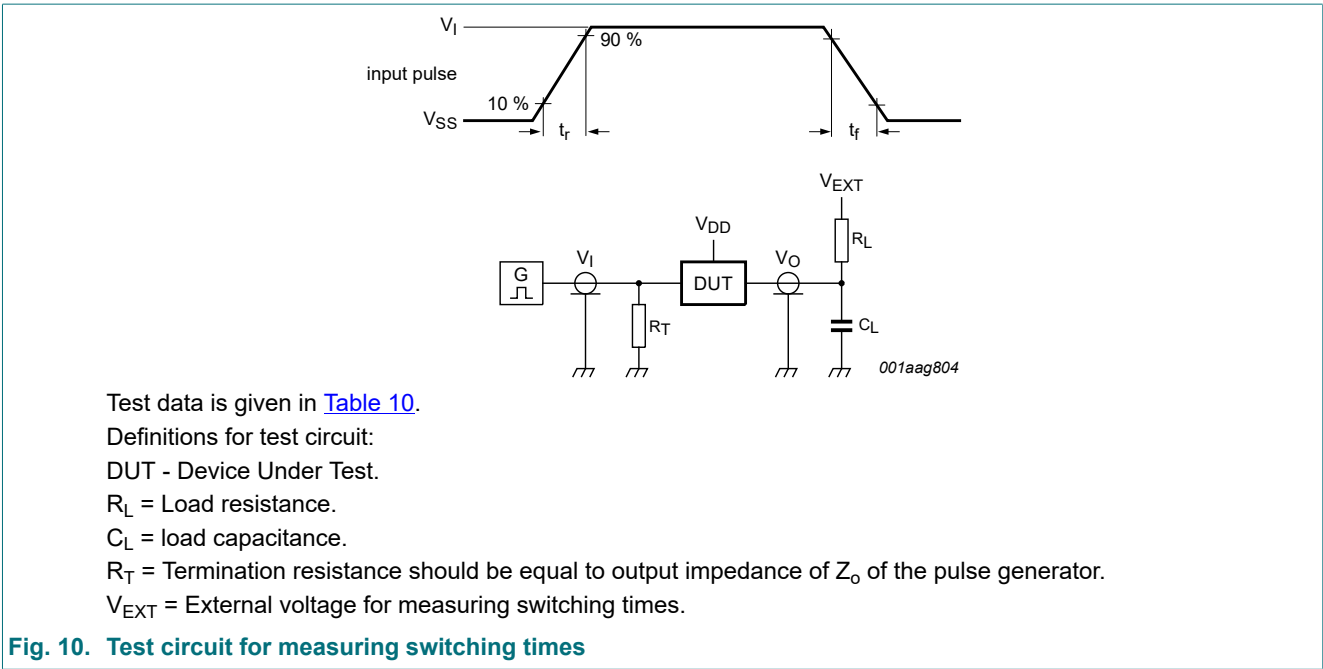 VI
90 %
input pulse
10 %
VSS
tr
tf
VEXT
VDD
RL
VI
VO
G
DUT
RT
CL
001aag804
Test data is given in Table 10.
Definitions for test circuit:
DUT - Device Under Test.
RL = Load resistance.
CL = load capacitance.
RT = Termination resistance should be equal to output impedance of Zo of the pulse generator.
VEXT = External voltage for measuring switching times.
Fig. 10. Test circuit for measuring switching times